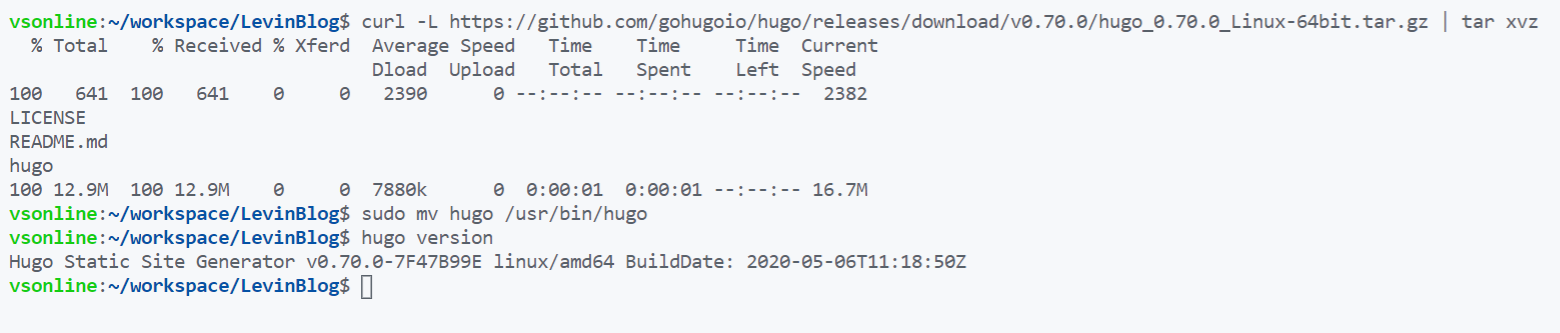 vsonline:~/workspace/LevinBlog$ curl -L https://github.com/gohugoio/hugo/releases/download/v0.70.0/hugo_0.70.0_Linux-64bit.tar.gz | tar xvz
  % Total    % Received % Xferd  Average Speed   Time    Time     Time  Current
                                 Dload  Upload   Total   Spent    Left  Speed
100   641  100   641    0     0   2390      0 --:--:-- --:--:-- --:--:--  2382
LICENSE
README.md
hugo
100 12.9M  100 12.9M    0     0  7880k      0  0:00:01  0:00:01 --:--:-- 16.7M
vsonline:~/workspace/LevinBlog$ sudo mv hugo /usr/bin/hugo
vsonline:~/workspace/LevinBlog$ hugo version
Hugo Static Site Generator v0.70.0-7F47B99E linux/amd64 BuildDate: 2020-05-06T11:18:50Z
vsonline:~/workspace/LevinBlog$